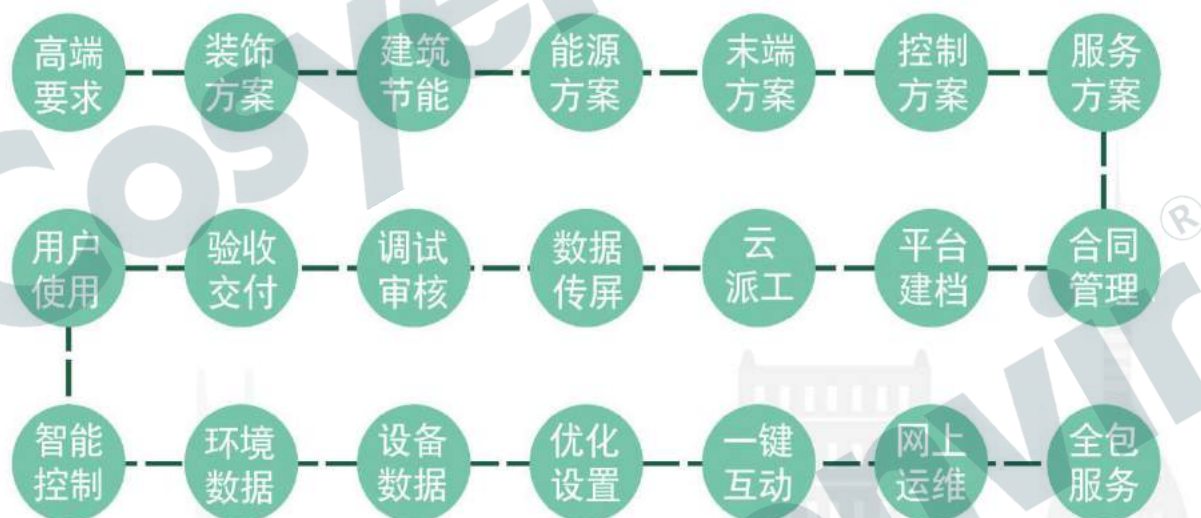 高端
要求
装饰
方案
建筑
节能
能源
方案
末端
方案
控制
方案
服务
方案
用户
使用
验收
交付
调试
审核
数据
传屏
云
派工
平台
建档
合同
管理
®
智能
控制
环境
数据
设备
数据
优化
设置
一键
互动
网上
运维
全包
服务